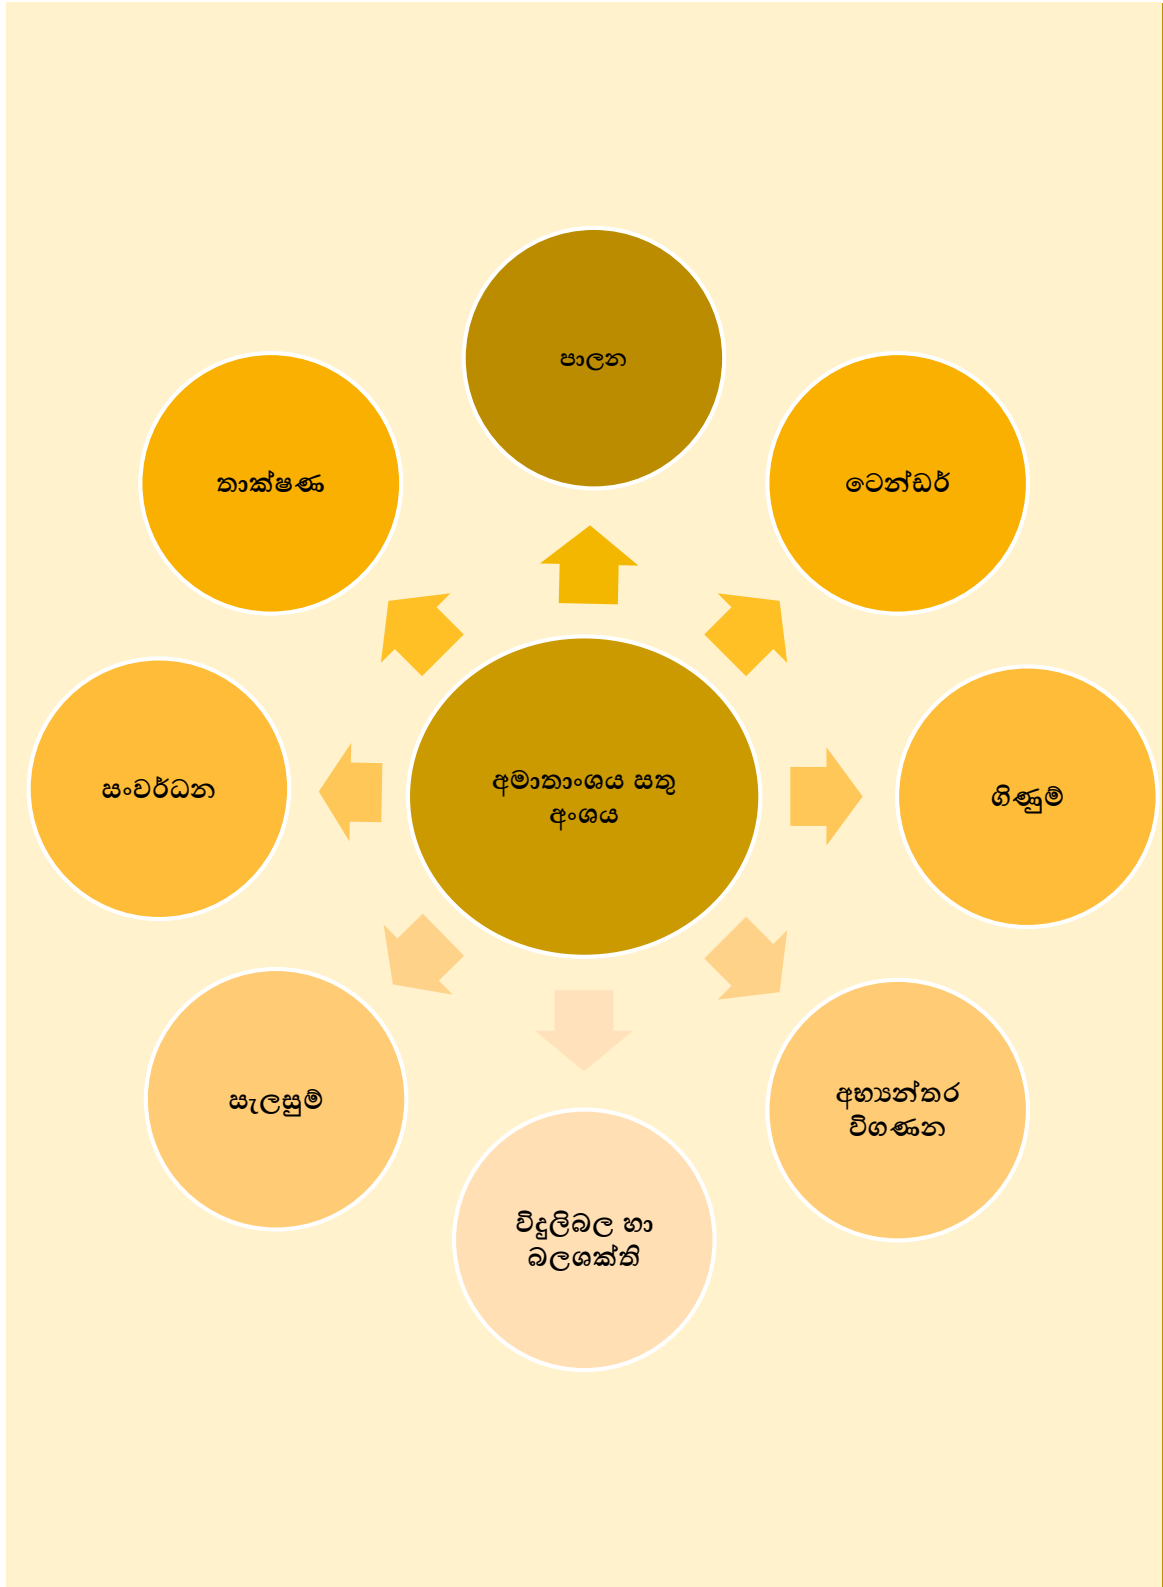 පාලන
තාක්ෂණ
ටෙන්ඩර්
සංවර්ධන
අමාතාංශය සතු
අංශය
ගිණුම්
සැලසුම්
අභ්‍යන්තර
විගණන
විදුලිබල හා
බලශක්ති